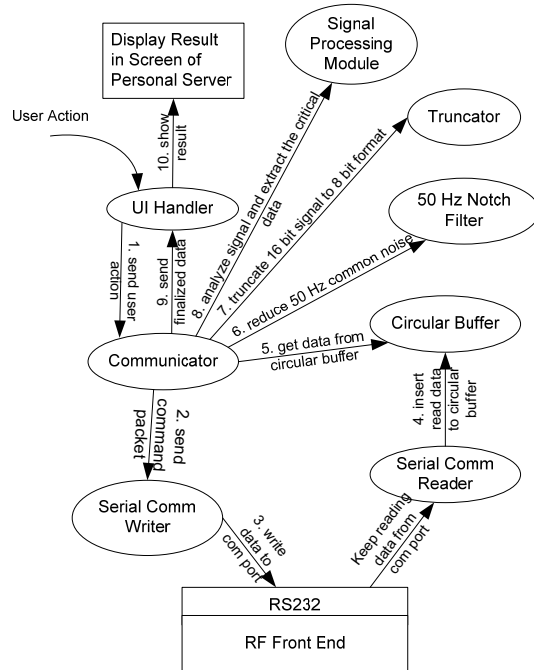 Display Result
in Screen of
Personal Server
Signal
Processing
Module
User Action
10. show
result
Truncator
UI Handler
8. analyze signal and extract the critical
data
7. truncate 16 bit signal to 8 bit format
50 Hz Notch
Filter
1. send user
action
9. send
finalized data
6. reduce 50 Hz common noise
Communicator
5. get data from
circular buffer
Circular Buffer
2. send
command
packet
4. insert
read data
to circular
buffer
Serial Comm
Writer
Serial Comm
Reader
3. write
data to
com port
Keep reading
data from
com port
RS232
RF Front End